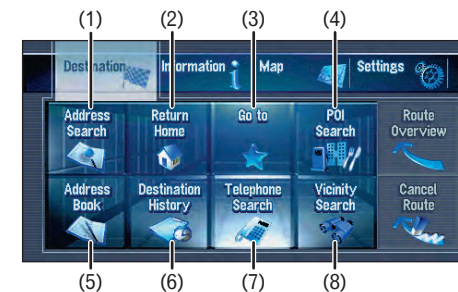 (1) (2) (3) (4)
Destination Information Map Settings
Address Return Go to POI Route
Search Home Search Overview
Address Destination Telephone Vicinity Cancel
Book History Search Search Route
(5) (6) (7) (8)